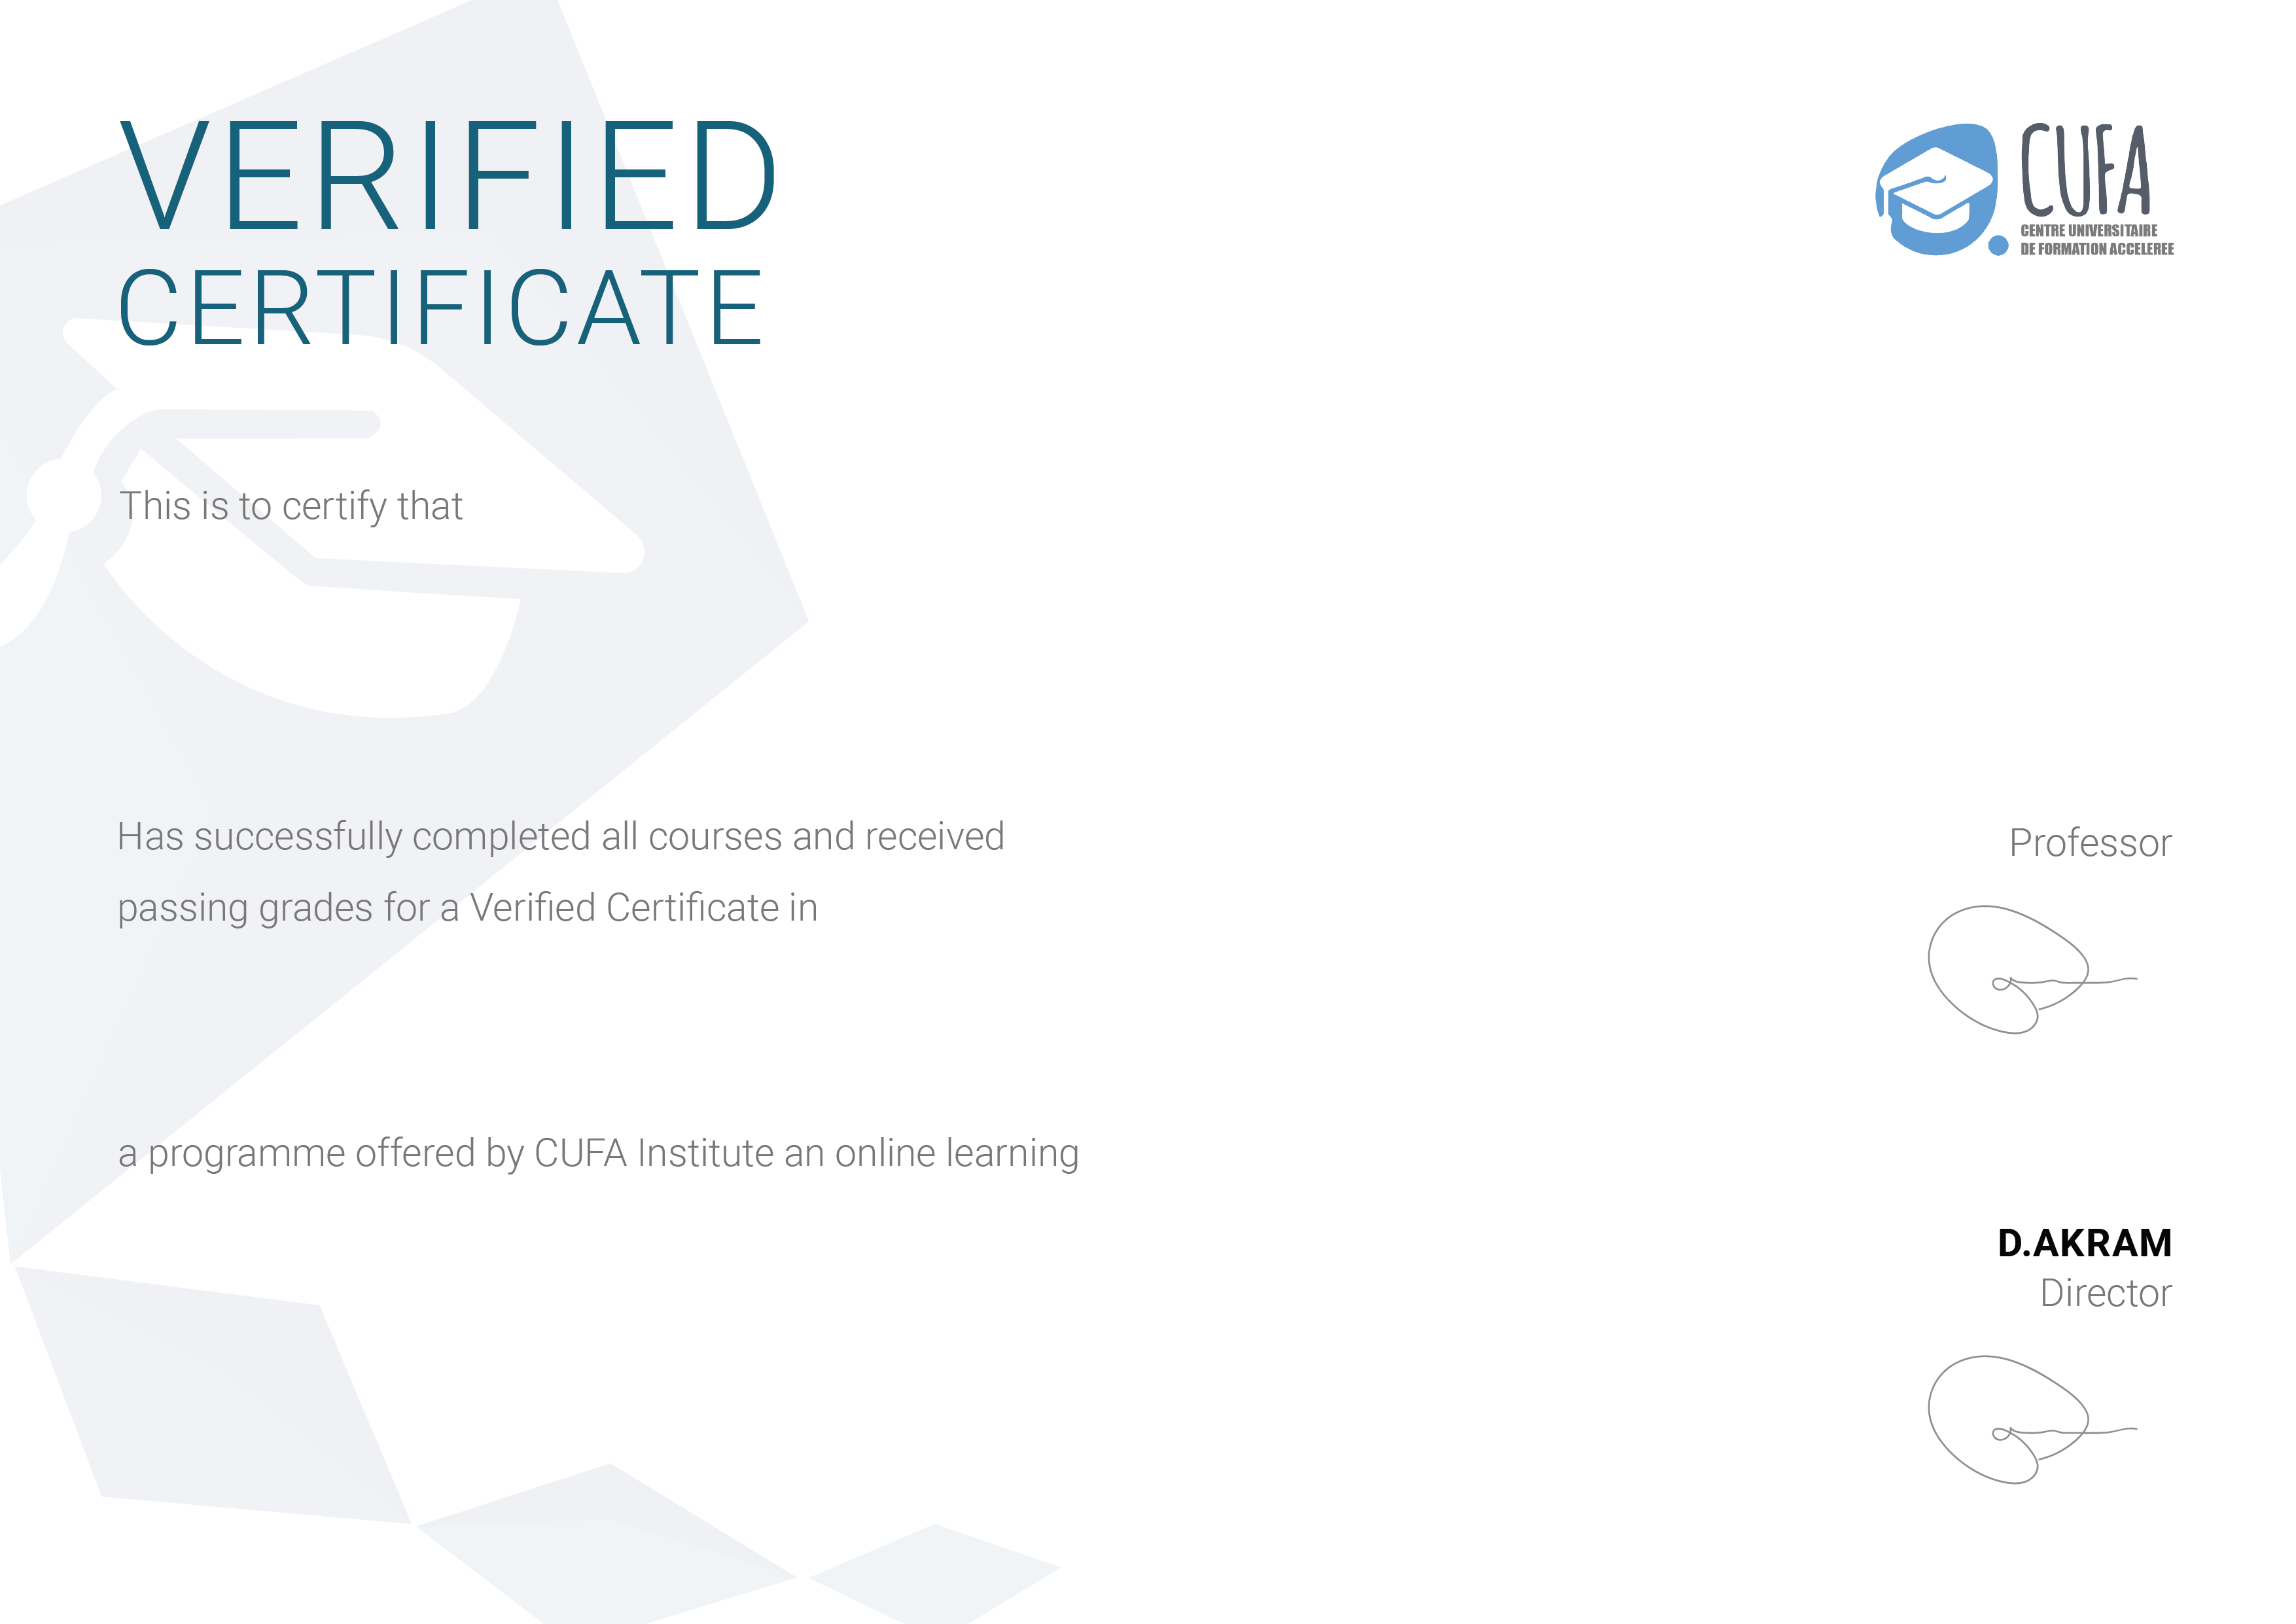 VERIFIED
CERTIFICATE
CUFA
CENTRE UNIVERSITAIRE
DE FORMATION ACCELEREE
This is to certify that
Has successfully completed all courses and received
passing grades for a Verified Certificate in
Professor
a programme offered by CUFA Institute an online learning
D.AKRAM
Director